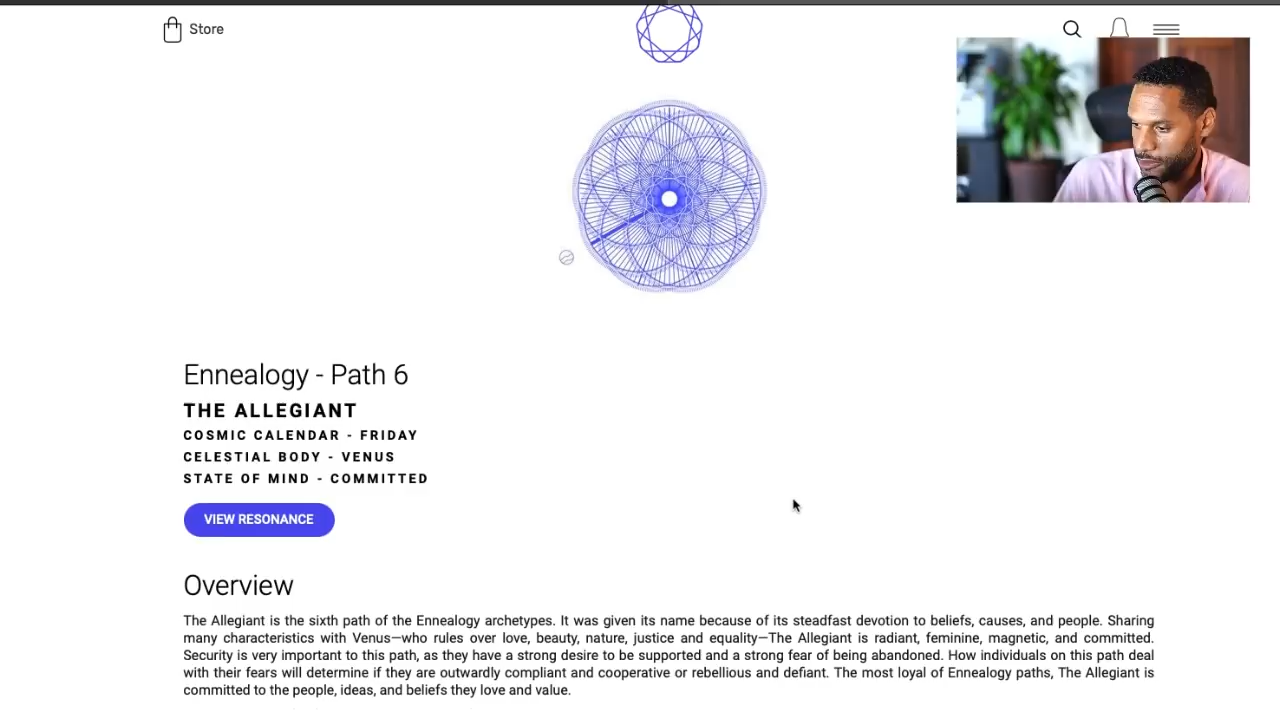 Store
Ennealogy - Path 6
THE ALLEGIANT
COSMIC CALENDAR - FRIDAY
CELESTIAL BODY - VENUS
STATE OF MIND - COMMITTED
VIEW RESONANCE
Overview
The Allegiant is the sixth path of the Ennealogy archetypes. It was given its name because of its steadfast devotion to beliefs, causes, and people. Sharing
many characteristics with Venus—who rules over love, beauty, nature, justice and equality—The Allegiant is radiant, feminine, magnetic, and committed.
Security is very important to this path, as they have a strong desire to be supported and a strong fear of being abandoned. How individuals on this path deal
with their fears will determine if they are outwardly compliant and cooperative or rebellious and defiant. The most loyal of Ennealogy paths, The Allegiant is
committed to the people, ideas, and beliefs they love and value.